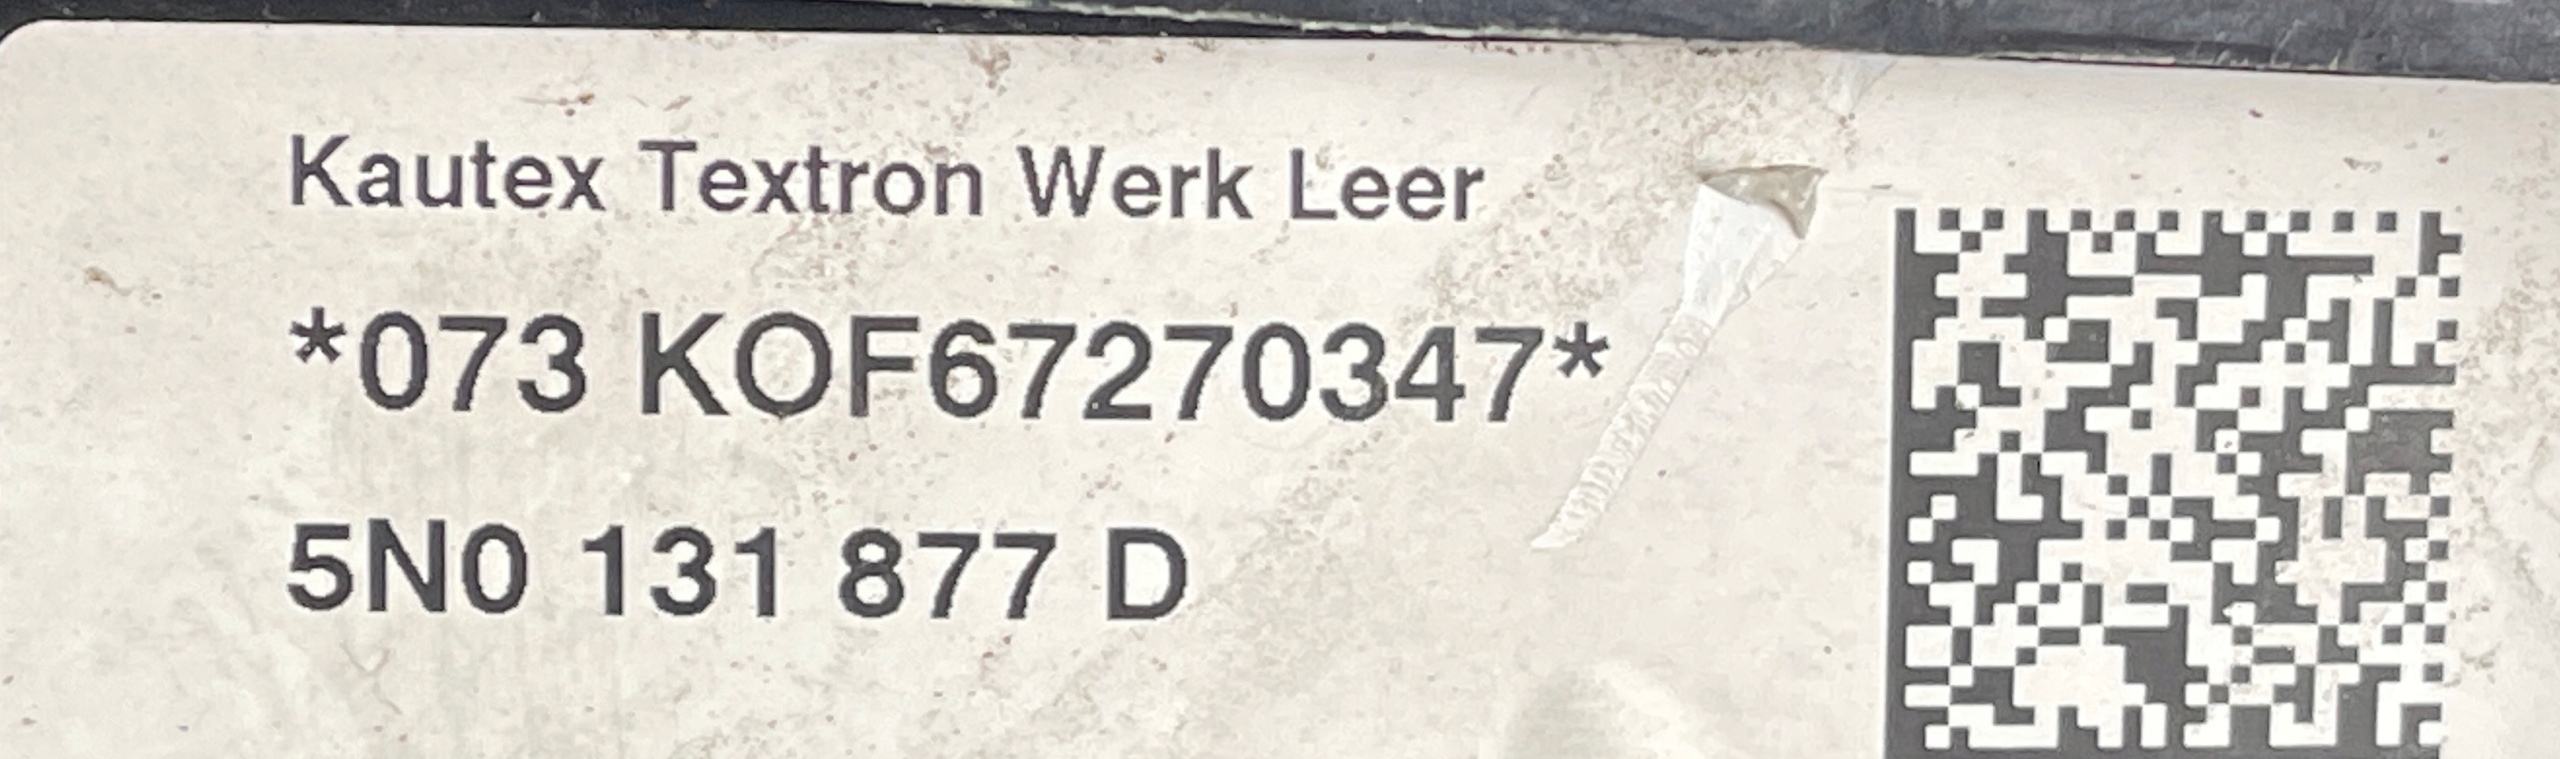 Kautex Textron Werk Leer
*073 KOF67270347*
5N0 131 877 D